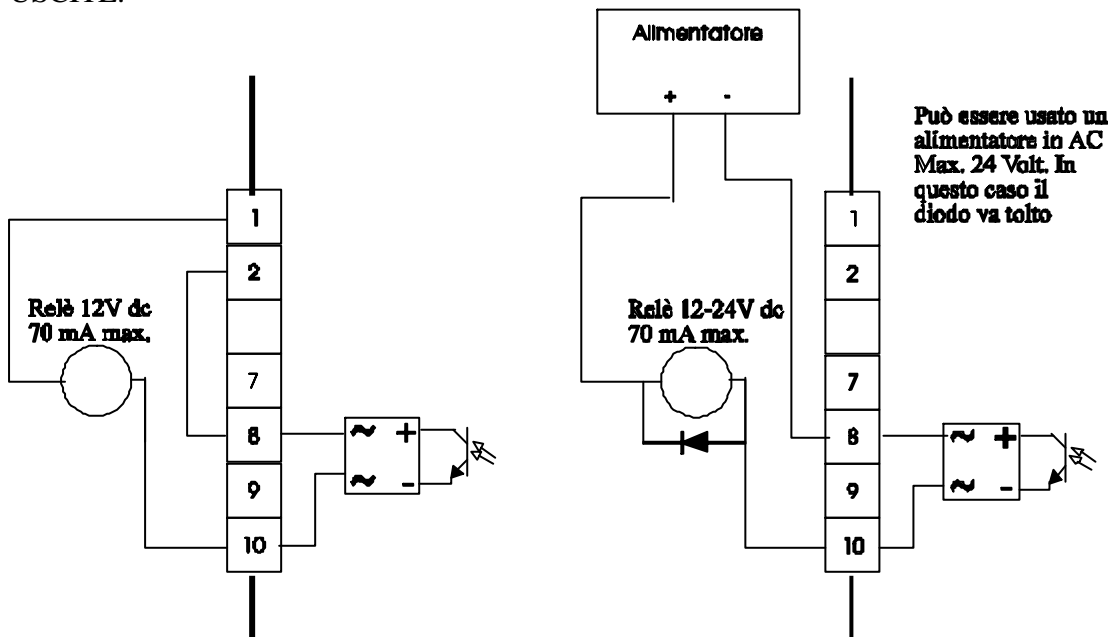 USCITE:
Alimentatore
+ -
Può essere usato un
alimentatore in AC
Max. 24 Volt. In
questo caso il
diodo va tolto
1
2
Relè 12V dc
70 mA max.
7
8
~ +
9
~ -
10
1
2
Relè 12-24V dc
70 mA max.
7
8
~ +
9
~ -
10